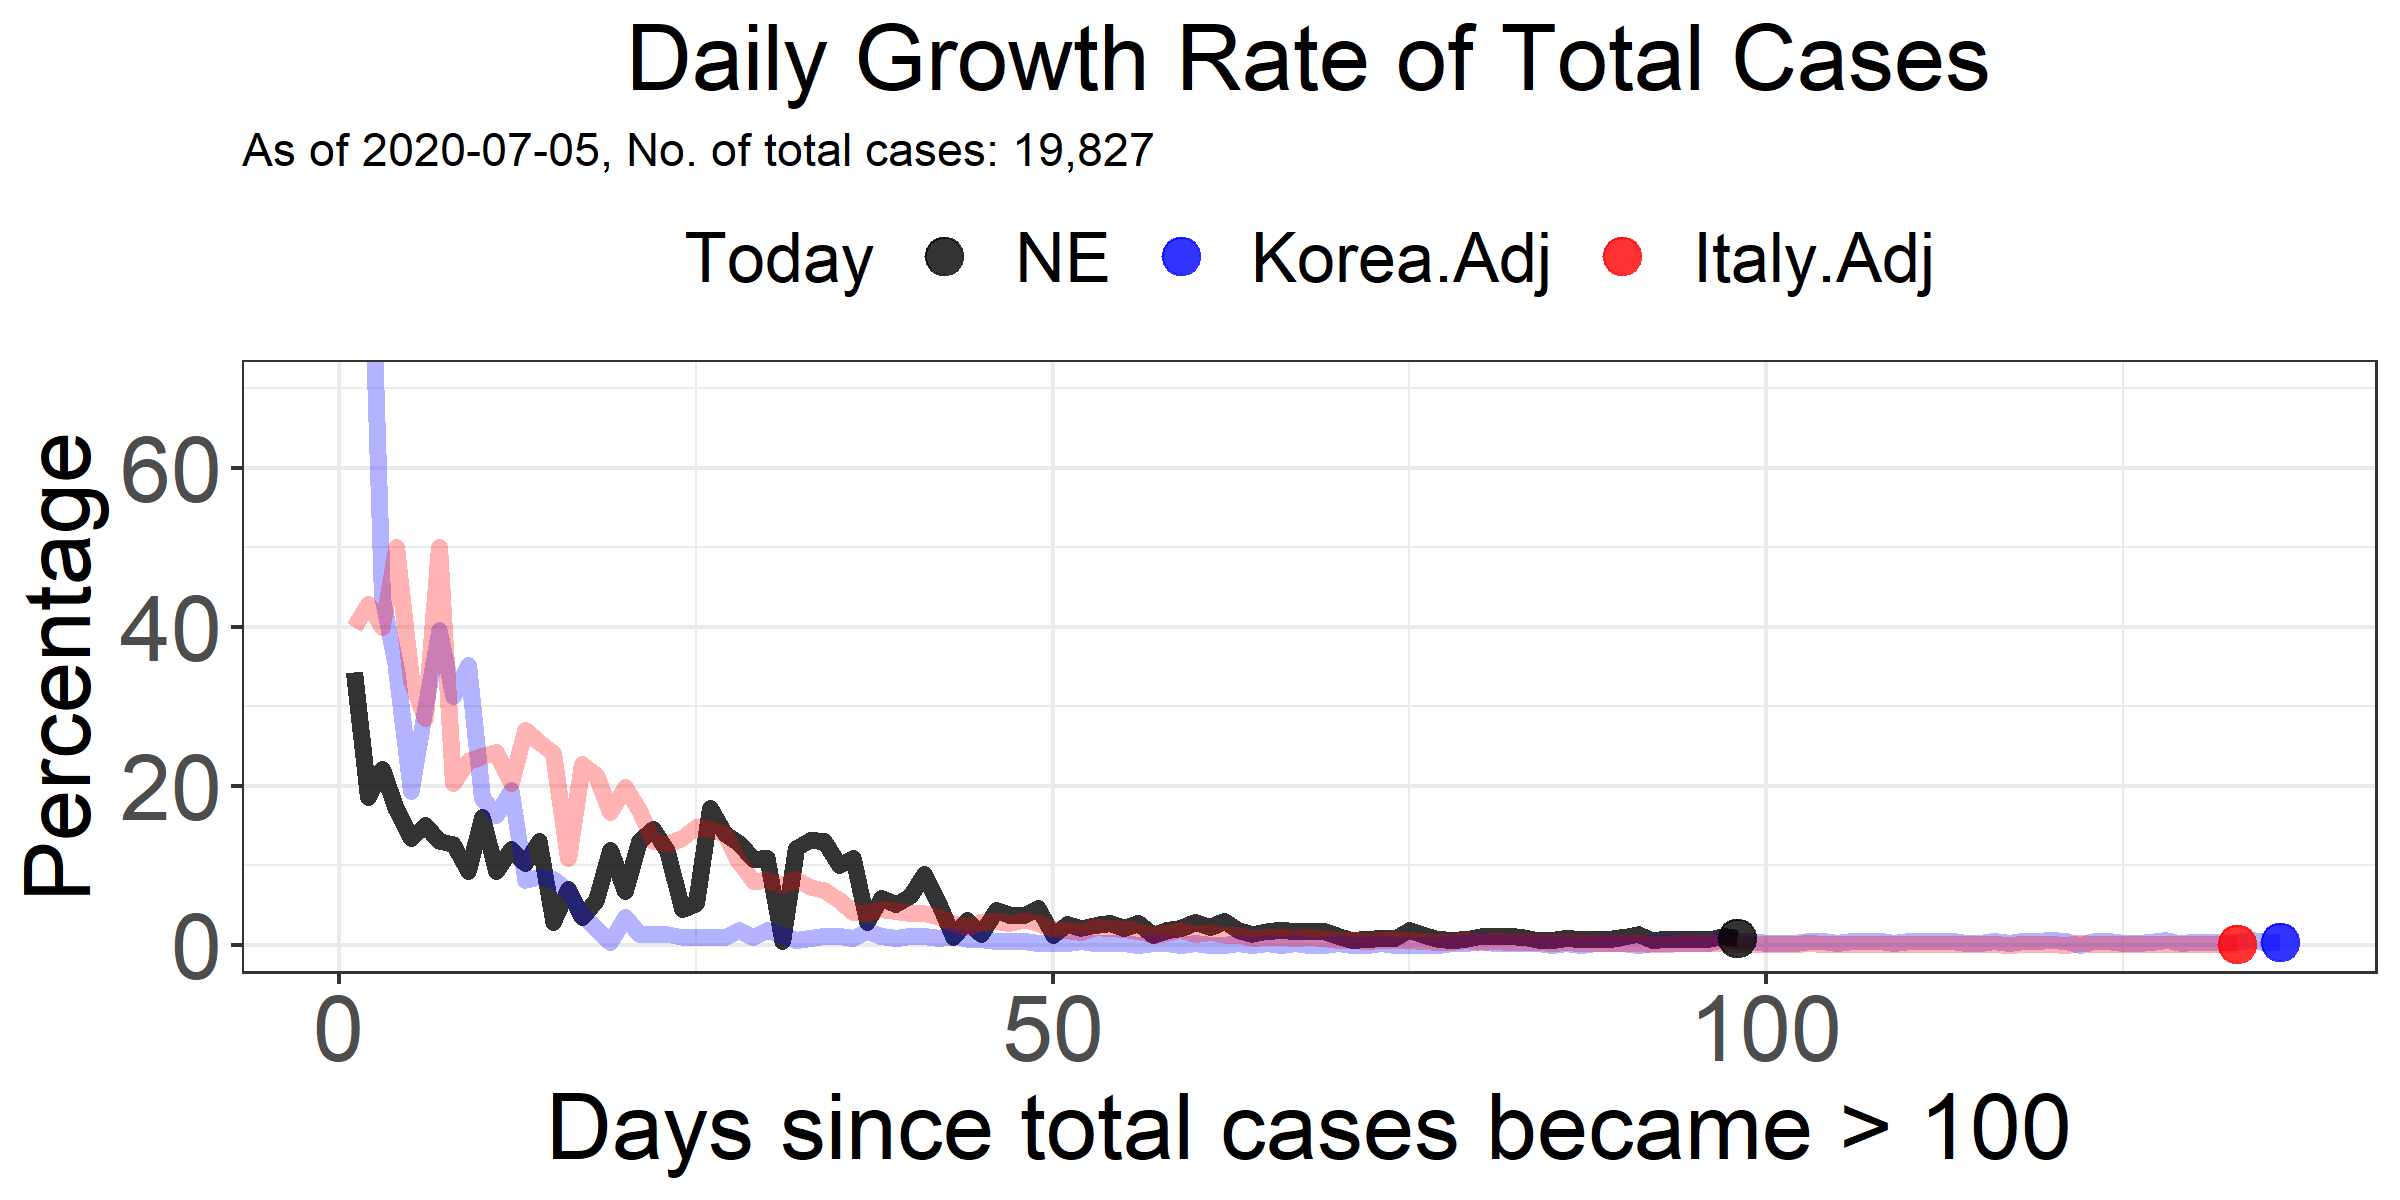 Daily Growth Rate of Total Cases
As of 2020-07-05, No. of total cases: 19,827
Today NE Korea.Adj Italy.Adj
Percentage
60
40
20
0
0 50 100
Days since total cases became > 100